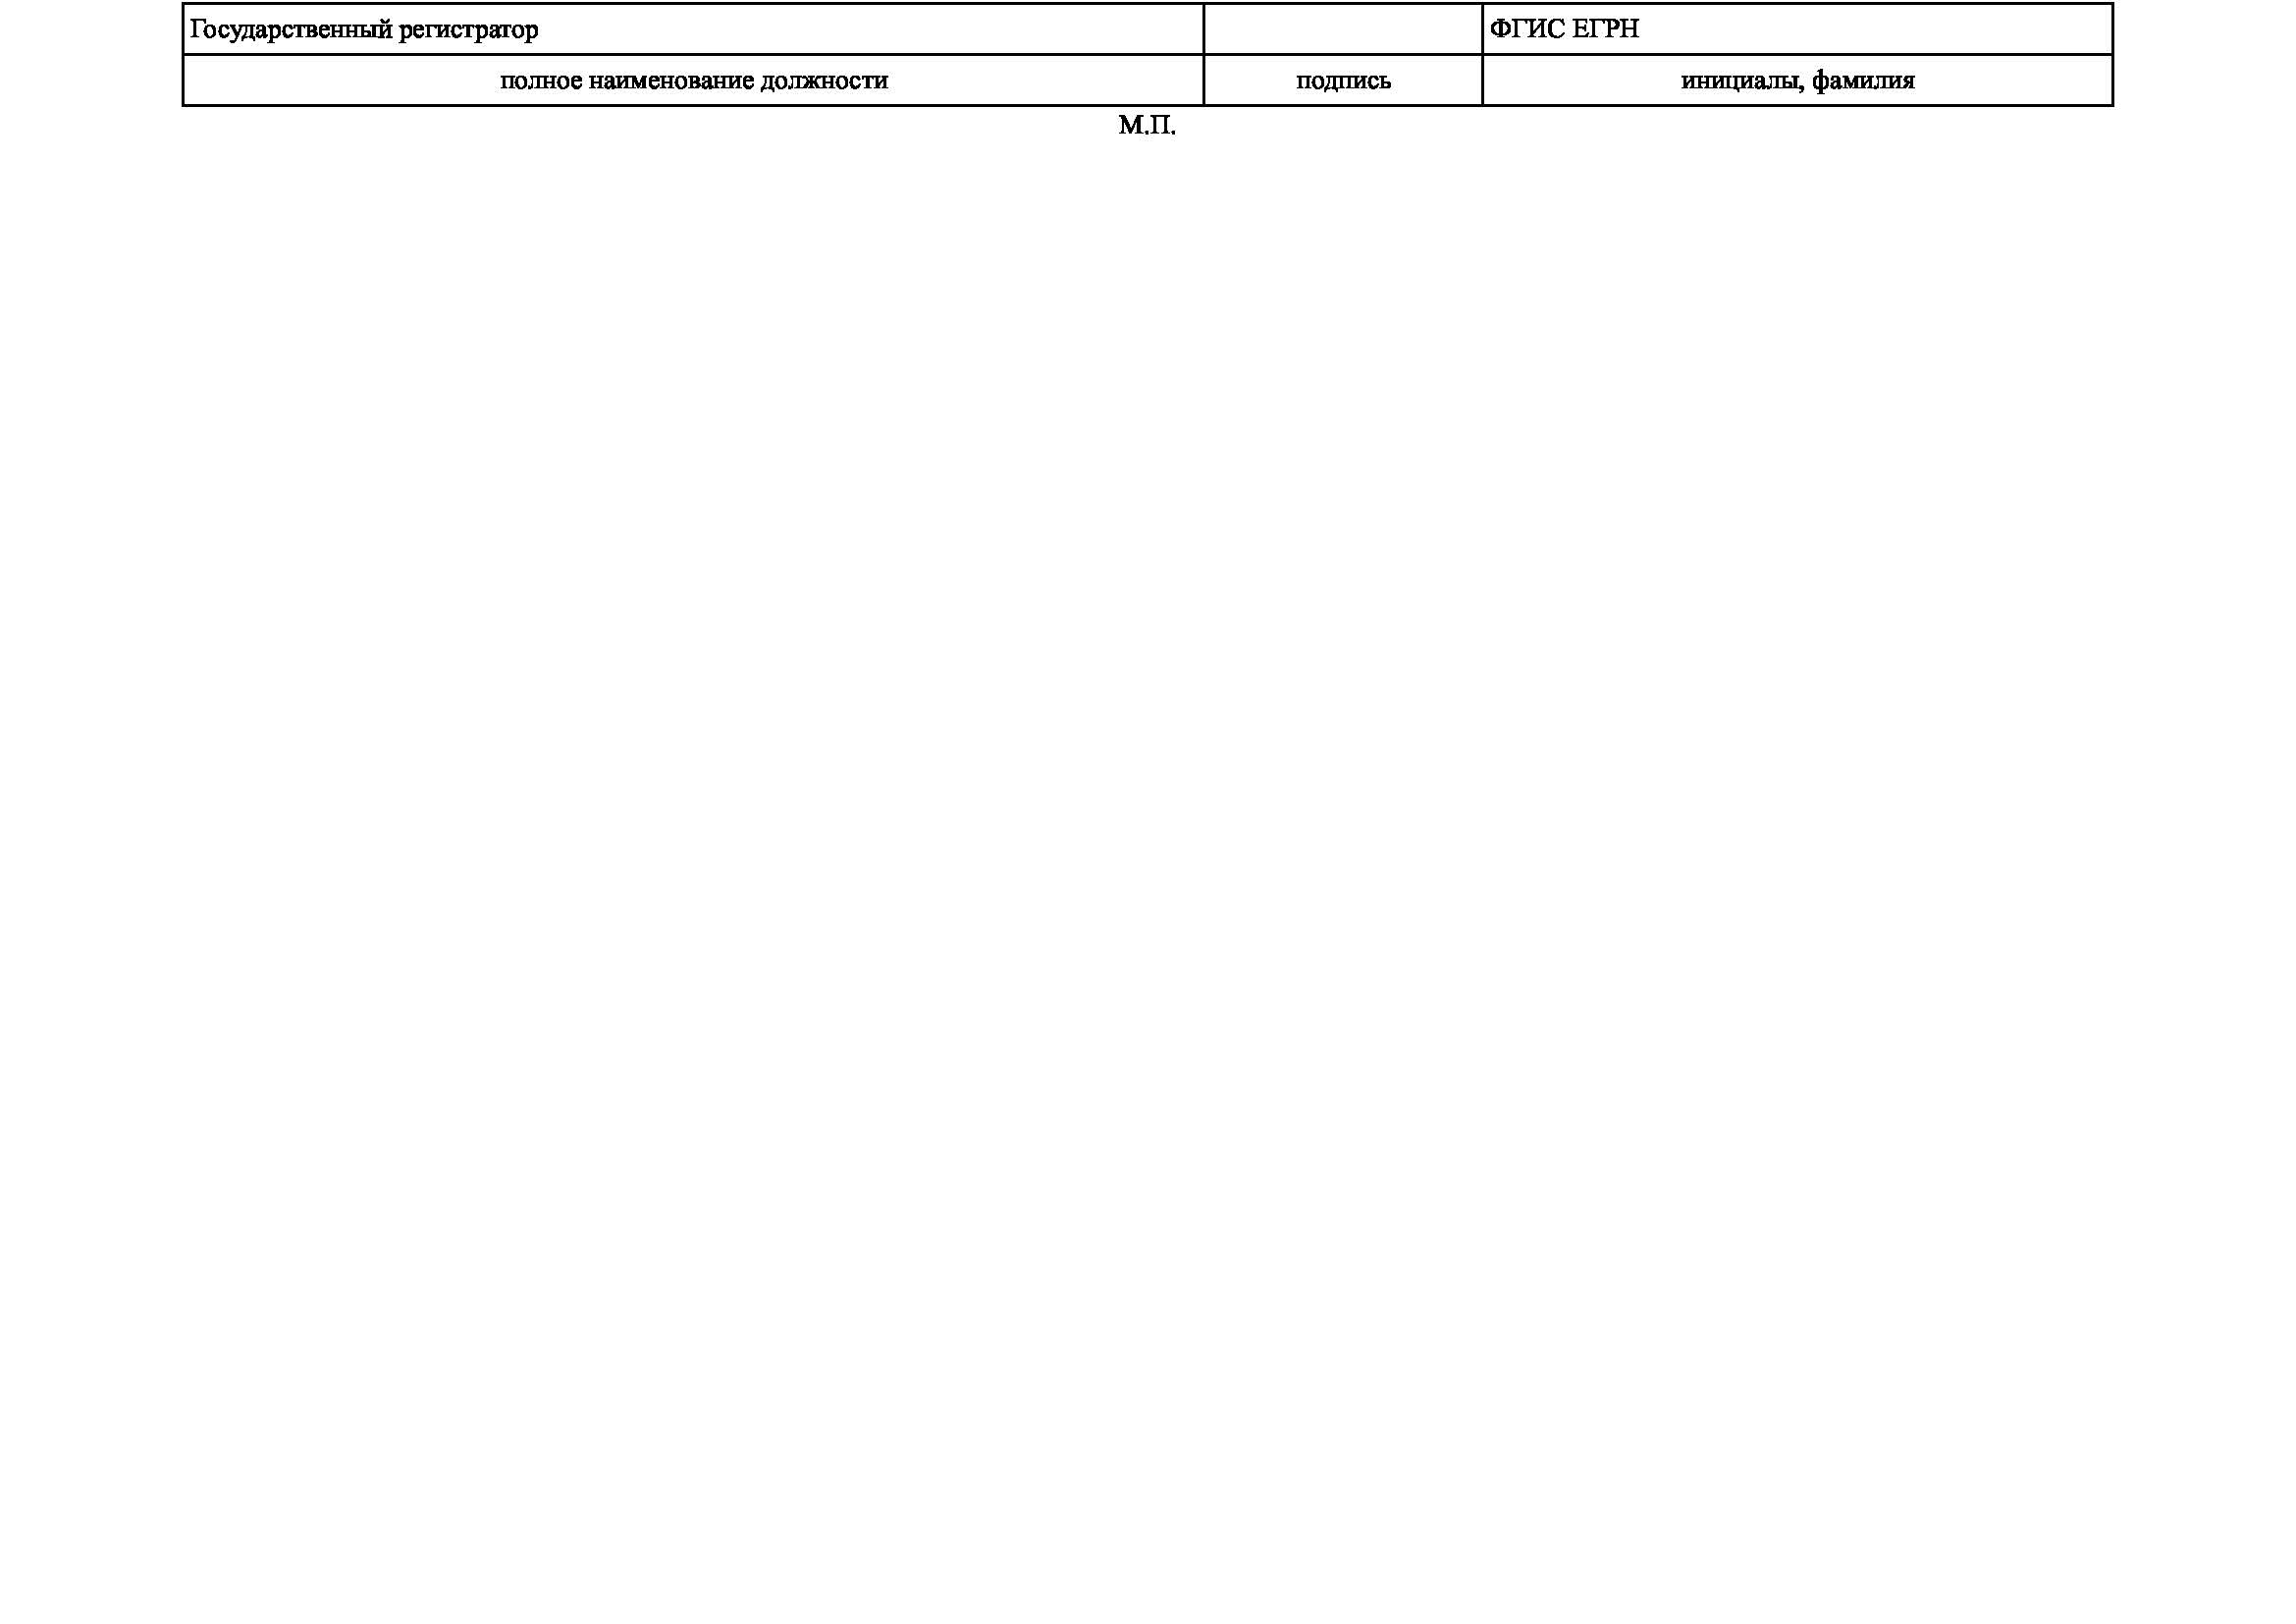 Государственный регистратор ФГИС ЕГРН
полное наименование должности подпись инициалы, фамилия
М.П.